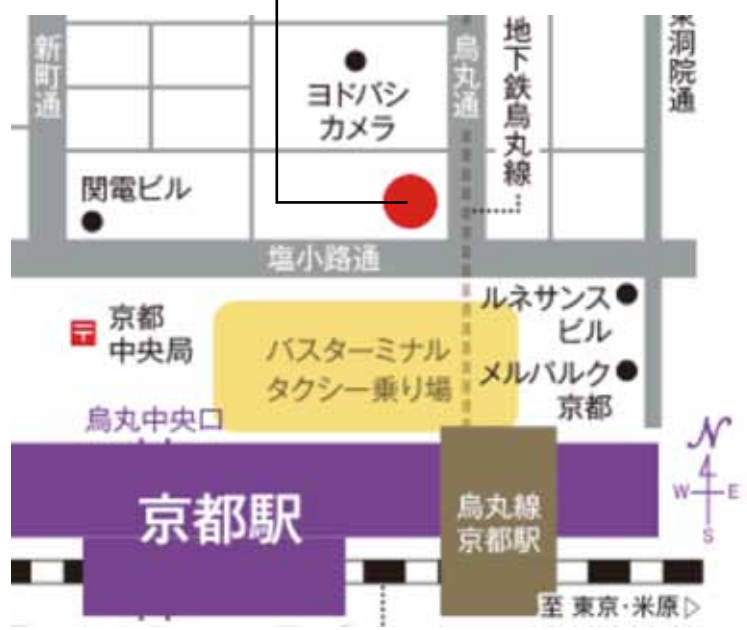 新町通
ヨドバシ
カメラ
烏丸通
地下鉄烏丸線
東洞院通
関電ビル
塩小路通
京都
中央局
バスターミナル
タクシー乗り場
ルネサンス
ビル
メルパルク
京都
烏丸中央口
京都駅
烏丸線
京都駅
N
W
E
S
至 東京・米原▷